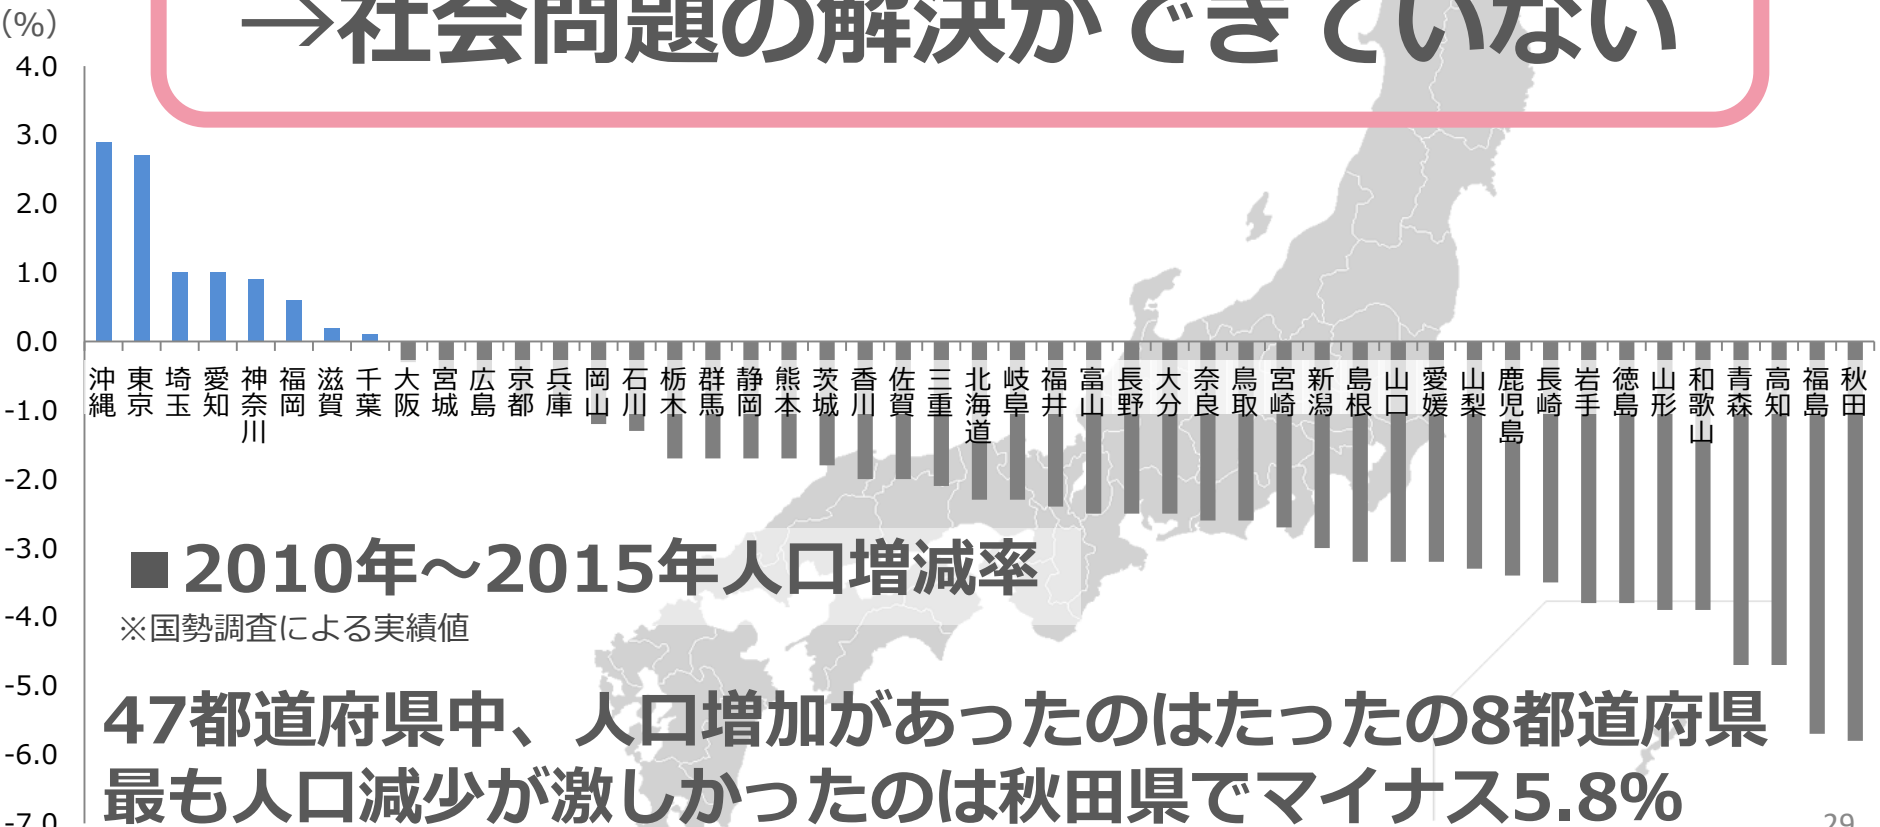 →社会問題の解決ができていない
(%)
4.0
3.0
2.0
1.0
0.0
-1.0
-2.0
-3.0
-4.0
-5.0
-6.0
-7.0
沖縄
東京
埼玉
愛知
神奈川
福岡
滋賀
千葉
大阪
宮城
広島
京都
兵庫
岡山
石川
栃木
群馬
静岡
熊本
茨城
香川
佐賀
三重
北海道
岐阜
福井
富山
長野
大分
奈良
鳥取
宮崎
新潟
島根
山口
愛媛
山梨
鹿児島
長崎
岩手
徳島
山形
和歌山
青森
高知
福島
秋田
■2010年～2015年人口増減率
※国勢調査による実績値
47都道府県中、人口増加があったのはたったの8都道府県
最も人口減少が激しかったのは秋田県でマイナス5.8%
29